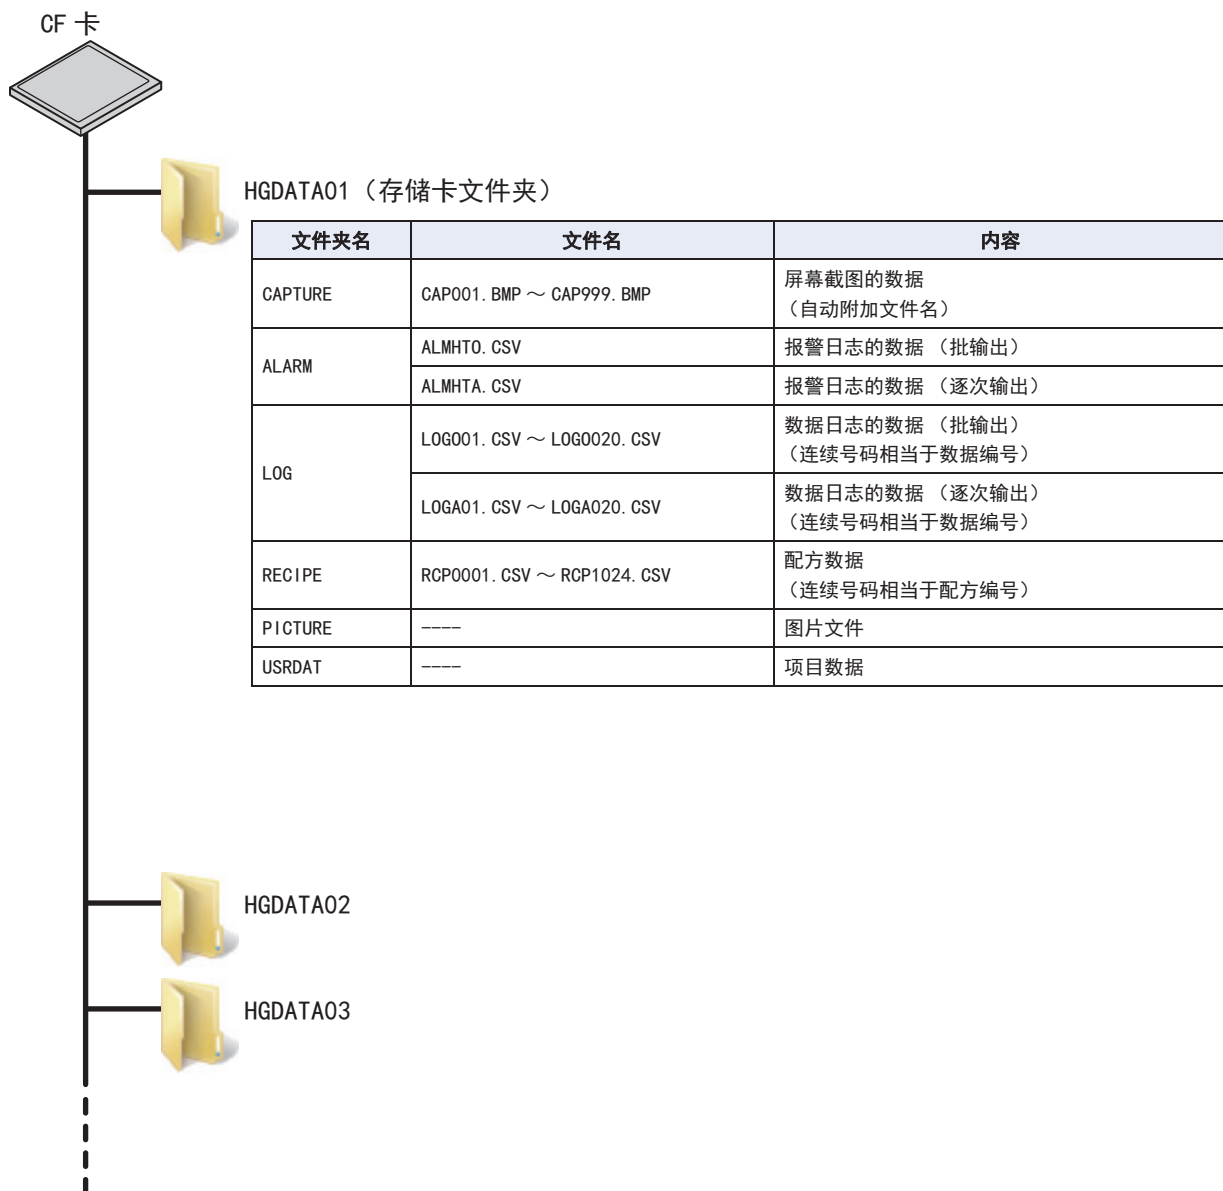 CF 卡
HGDATA01（存储卡文件夹）
文件夹名 文件名 内容
CAPTURE CAP001.BMP ～ CAP999.BMP 屏幕截图的数据
（自动附加文件名）
ALARM ALMHTO.CSV 报警日志的数据 （批输出）
ALMHTA.CSV 报警日志的数据 （逐次输出）
LOG LOGO01.CSV ～ LOGO020.CSV 数据日志的数据 （批输出）
（连续号码相当于数据编号）
LOGA01.CSV ～ LOGA020.CSV 数据日志的数据 （逐次输出）
（连续号码相当于数据编号）
RECIPE RCP0001.CSV ～ RCP1024.CSV 配方数据
（连续号码相当于配方编号）
PICTURE ---- 图片文件
USRDAT ---- 项目数据
HGDATA02
HGDATA03